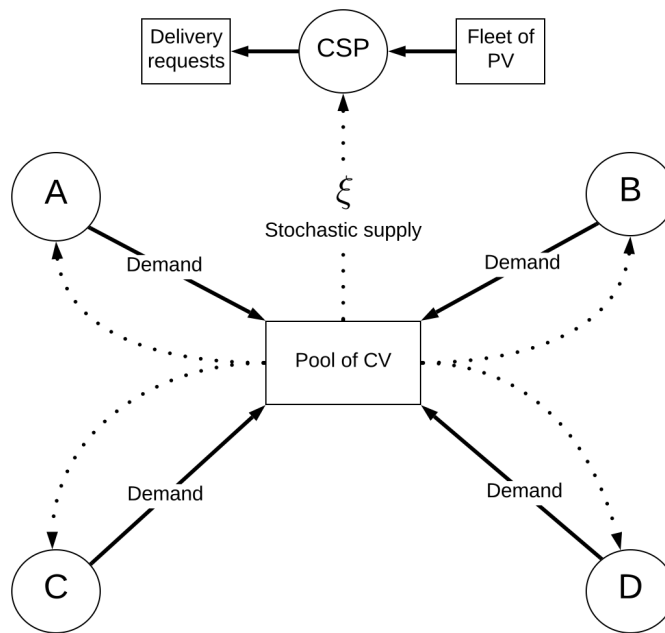 Delivery
requests
CSP
Fleet of
PV
A
B
ξ
Stochastic supply
Demand
Demand
Pool of CV
Demand
Demand
C
D